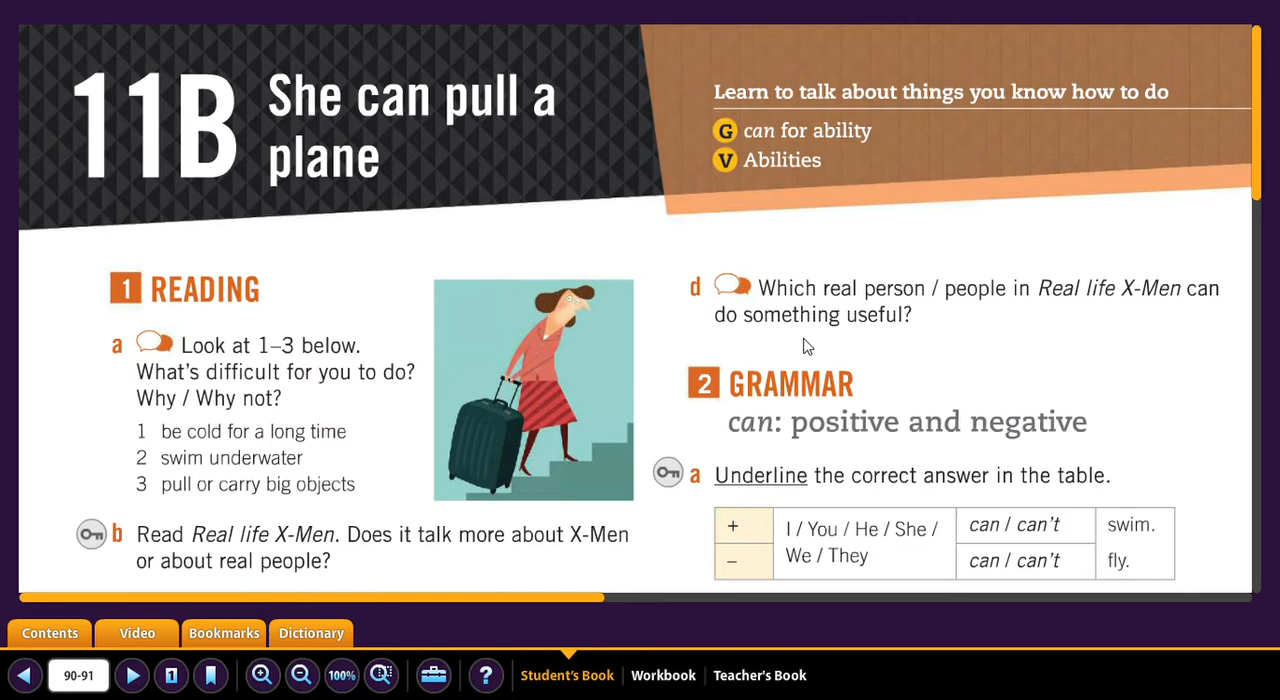 11B
She can pull a
plane
Learn to talk about things you know how to do
G can for ability
V Abilities
1 READING
a Look at 1–3 below.
What's difficult for you to do?
Why / Why not?
1 be cold for a long time
2 swim underwater
3 pull or carry big objects
b Read Real life X-Men. Does it talk more about X-Men
or about real people?
d Which real person / people in Real life X-Men can
do something useful?
2 GRAMMAR
can: positive and negative
a Underline the correct answer in the table.
+ I / You / He / She / can / can't swim.
– We / They can / can't fly.
Contents Video Bookmarks Dictionary
90-91 1 100% ? Student's Book Workbook Teacher's Book